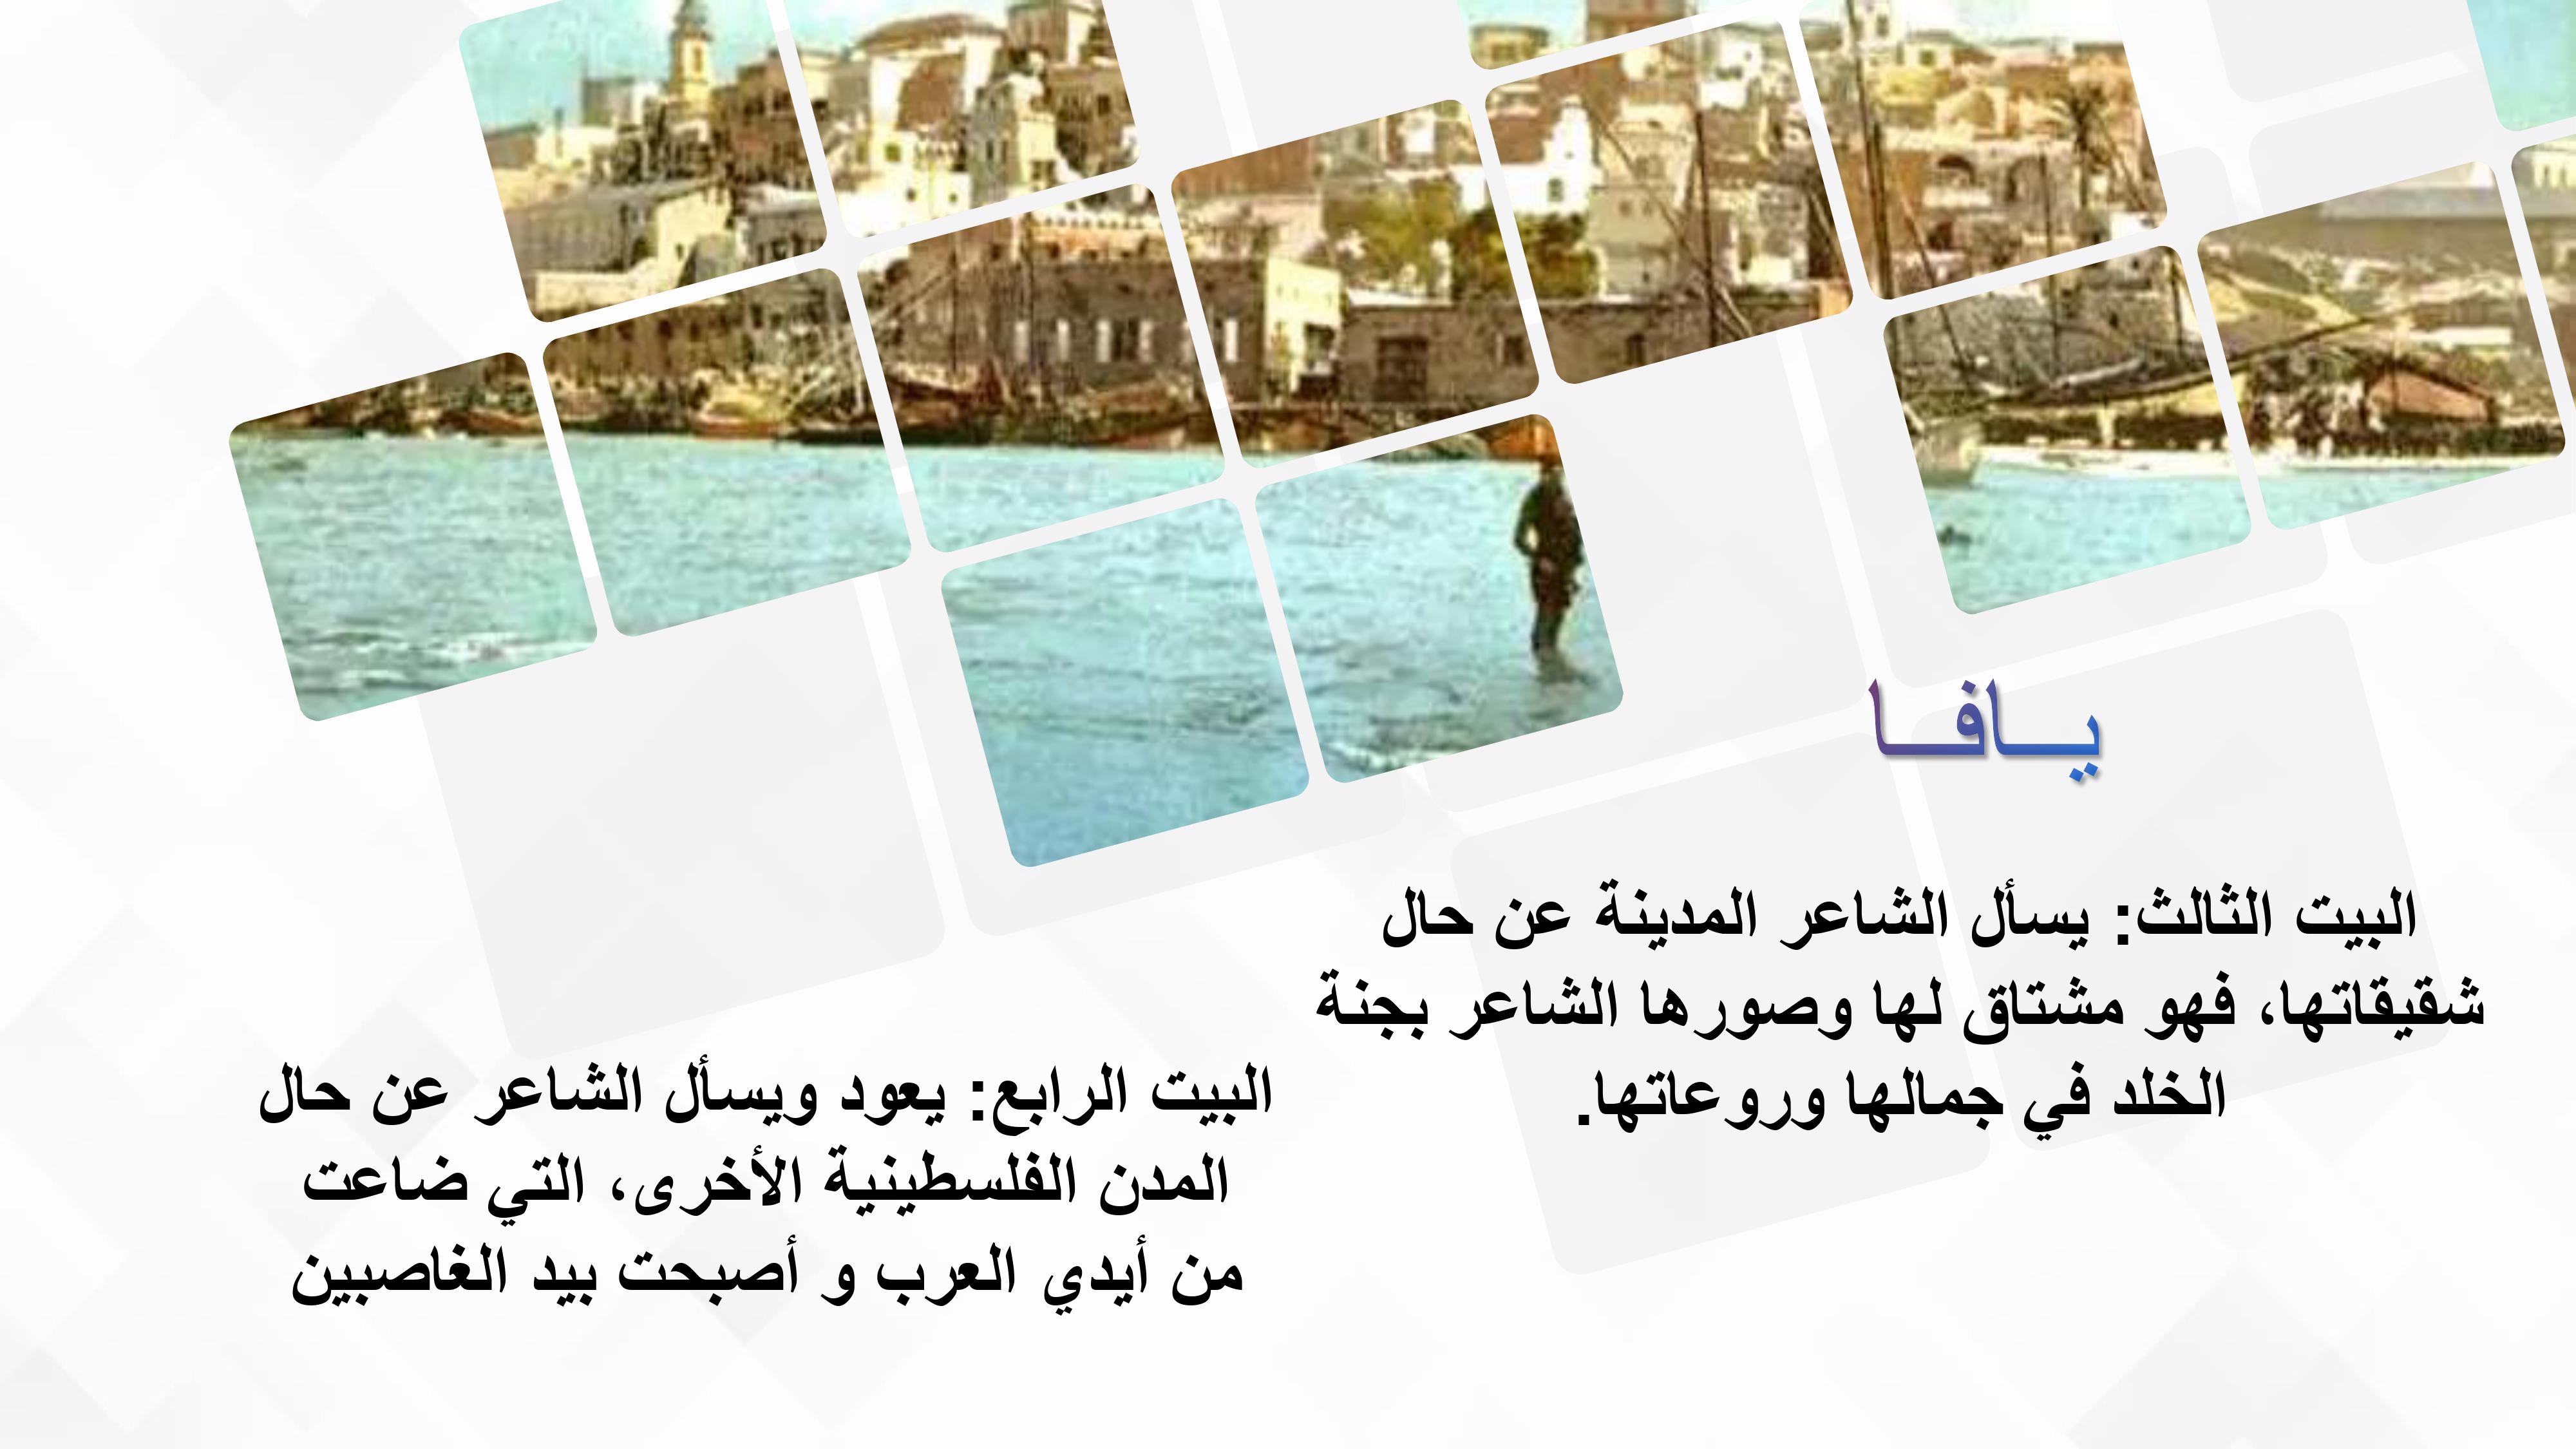 يــافــا
البيت الثالث: يسأل الشاعر المدينة عن حال
شقيقاتها، فهو مشتاق لها وصورها الشاعر بجنة
الخلد في جمالها وروعاتها.
البيت الرابع: يعود ويسأل الشاعر عن حال
المدن الفلسطينية الأخرى، التي ضاعت
من أيدي العرب و أصبحت بيد الغاصبين